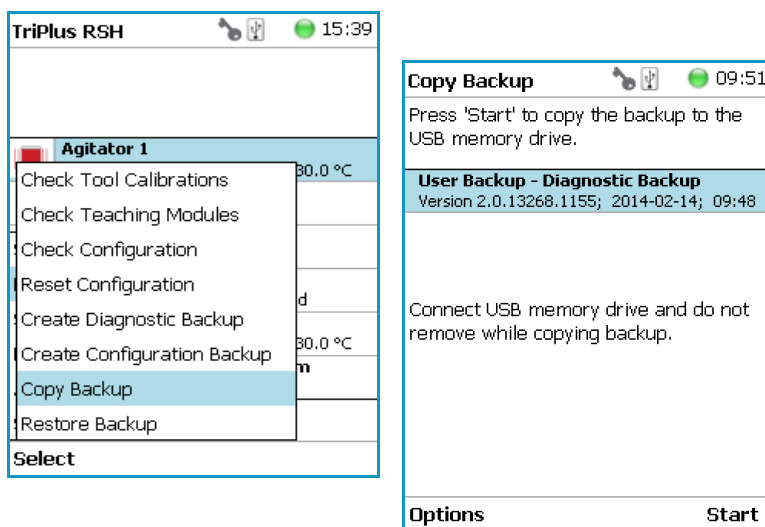 TriPlus RSH 15:39
Agitator 1
30.0 °C
Check Tool Calibrations
Check Teaching Modules
Check Configuration
Reset Configuration
d
Create Diagnostic Backup
30.0 °C
Create Configuration Backup
m
Copy Backup
Restore Backup
Select
Copy Backup 09:51
Press 'Start' to copy the backup to the
USB memory drive.
User Backup - Diagnostic Backup
Version 2.0.13268.1155; 2014-02-14; 09:48
Connect USB memory drive and do not
remove while copying backup.
Options Start